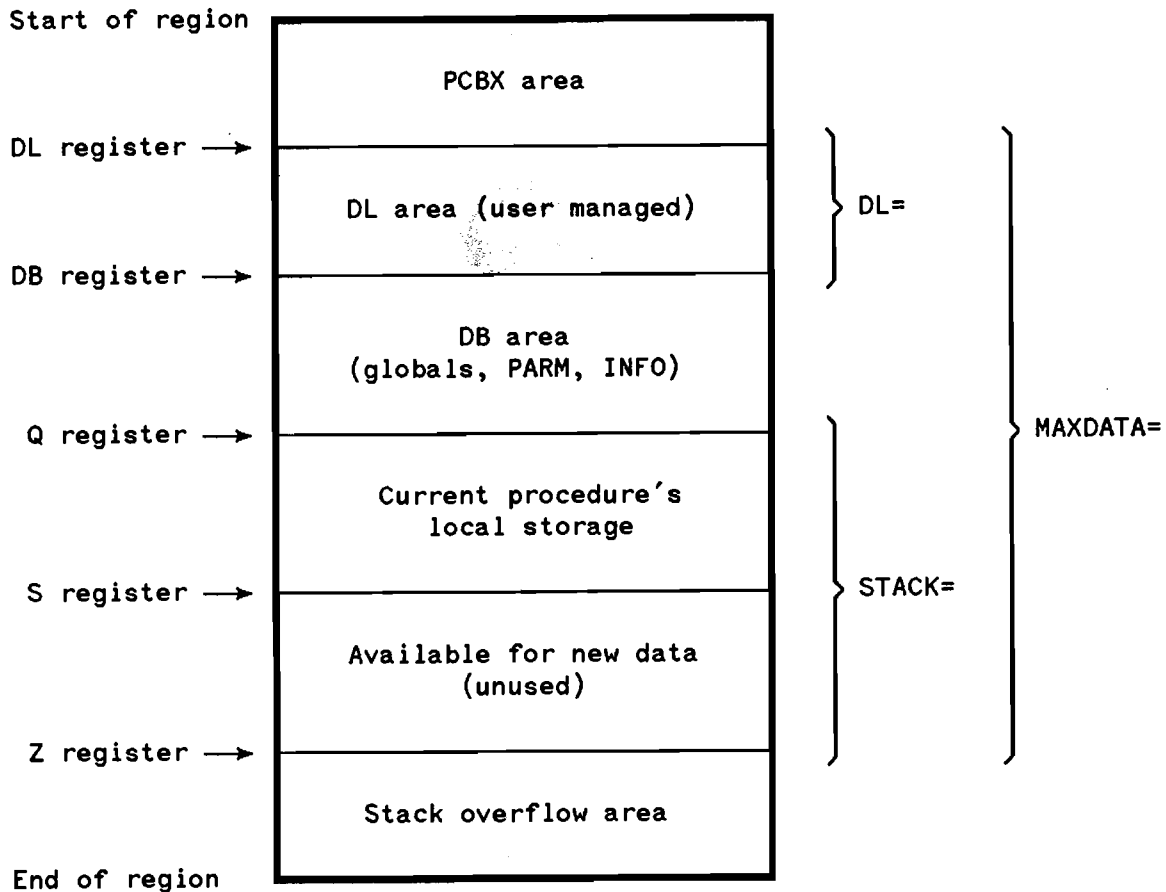 Start of region
PCBX area
DL register
DL area (user managed)
DL=
DB register
DB area
(globals, PARM, INFO)
Q register
MAXDATA=
Current procedure's
local storage
S register
STACK=
Available for new data
(unused)
Z register
Stack overflow area
End of region